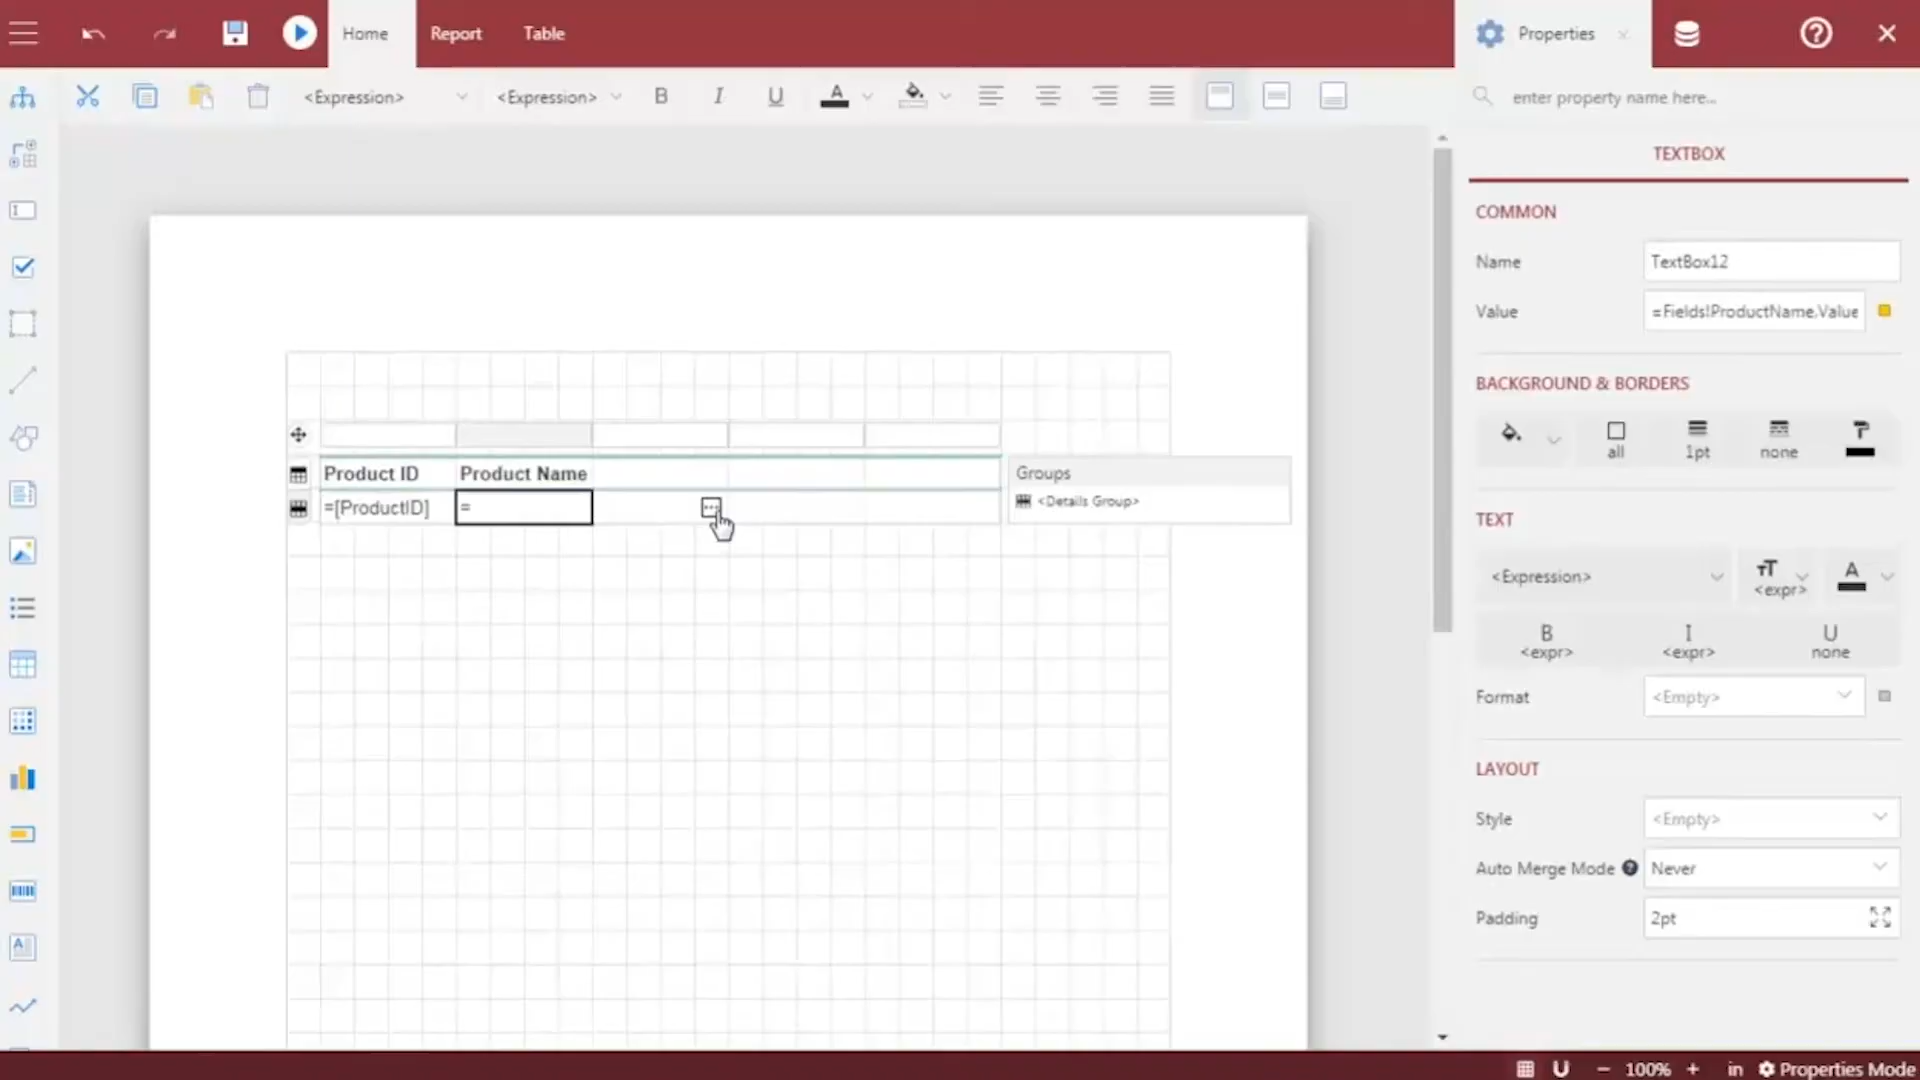 Home
Report
Table
Properties
<Expression>
<Expression>
B
I
U
A
enter property name here...
TEXTBOX
COMMON
Name
TextBox12
Value
=Fields!ProductName.Value
BACKGROUND & BORDERS
all
1pt
none
TEXT
<Expression>
TT
<expr>
A
B
<expr>
I
<expr>
U
none
Format
<Empty>
LAYOUT
Style
<Empty>
Auto Merge Mode
Never
Padding
2pt
Product ID
Product Name
=[ProductID]
=
Groups
<Details Group>
100%
in
Properties Mode